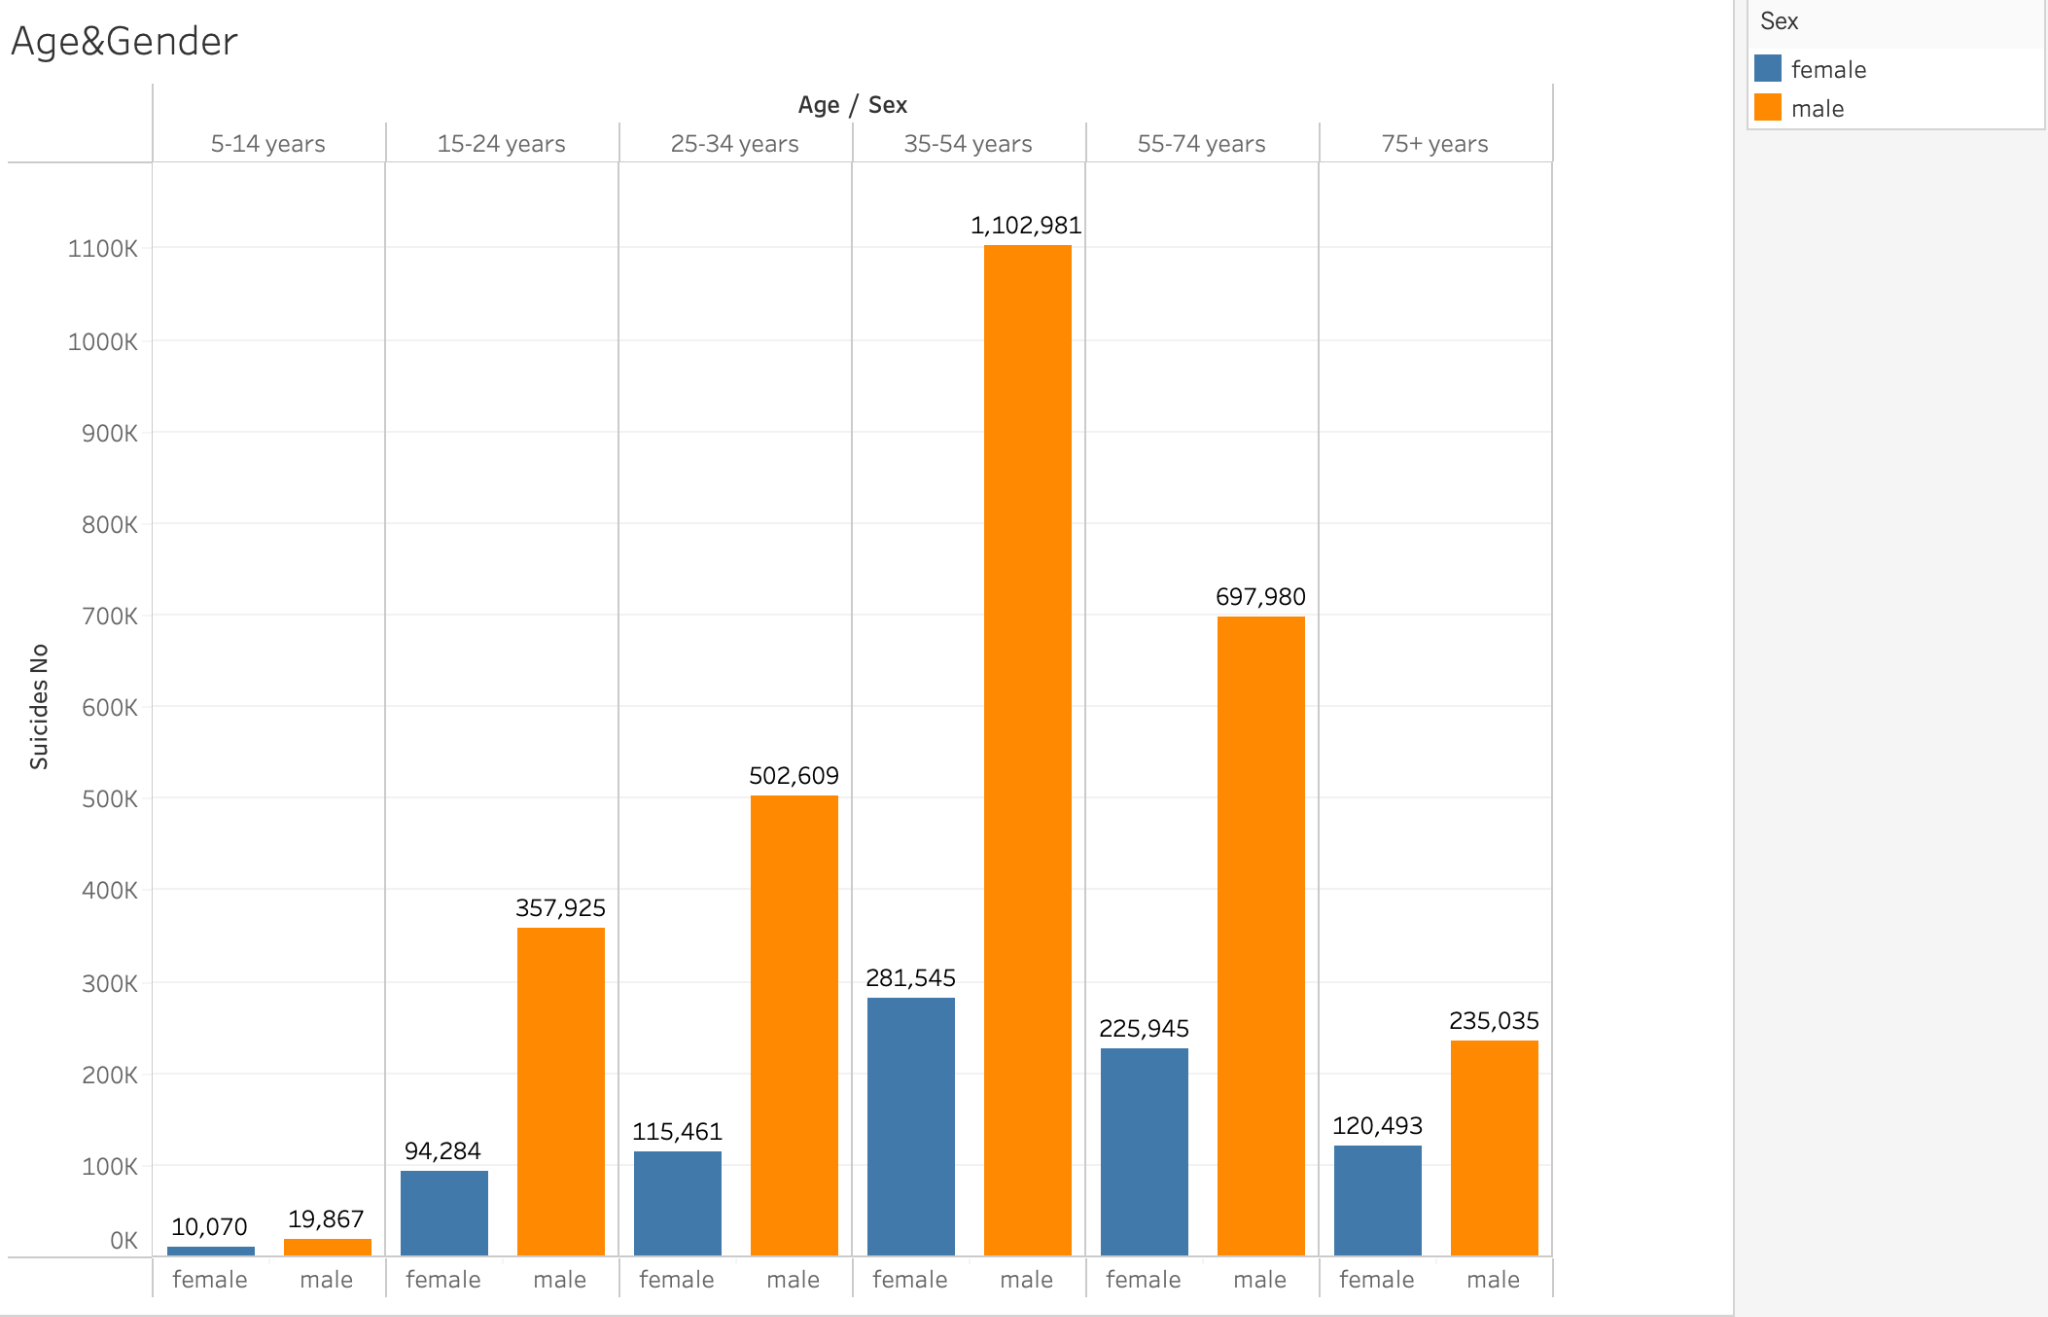 Age&Gender
Sex
female
male
Age / Sex
5-14 years 15-24 years 25-34 years 35-54 years 55-74 years 75+ years
1100K
1000K
900K
800K
700K
600K
500K
400K
300K
200K
100K
0K
Suicides No
10,070
19,867
94,284
357,925
115,461
502,609
281,545
1,102,981
225,945
697,980
120,493
235,035
female male female male female male female male female male female male